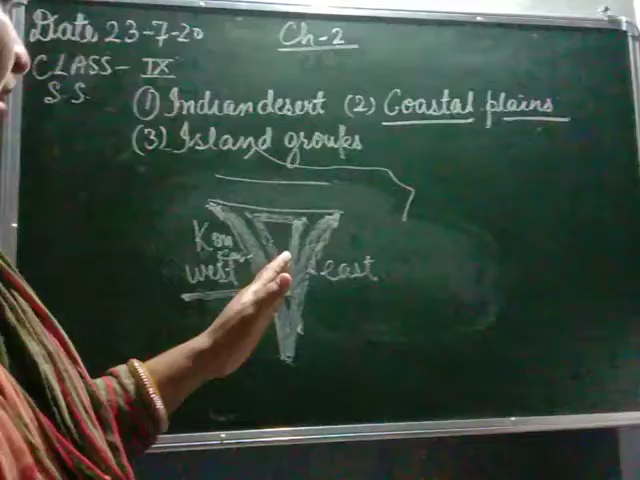 Date 23-7-20 Ch-2
CLASS- IX
S.S. (1) Indian desert (2) Coastal plains
(3) Island groups
Kon
west east